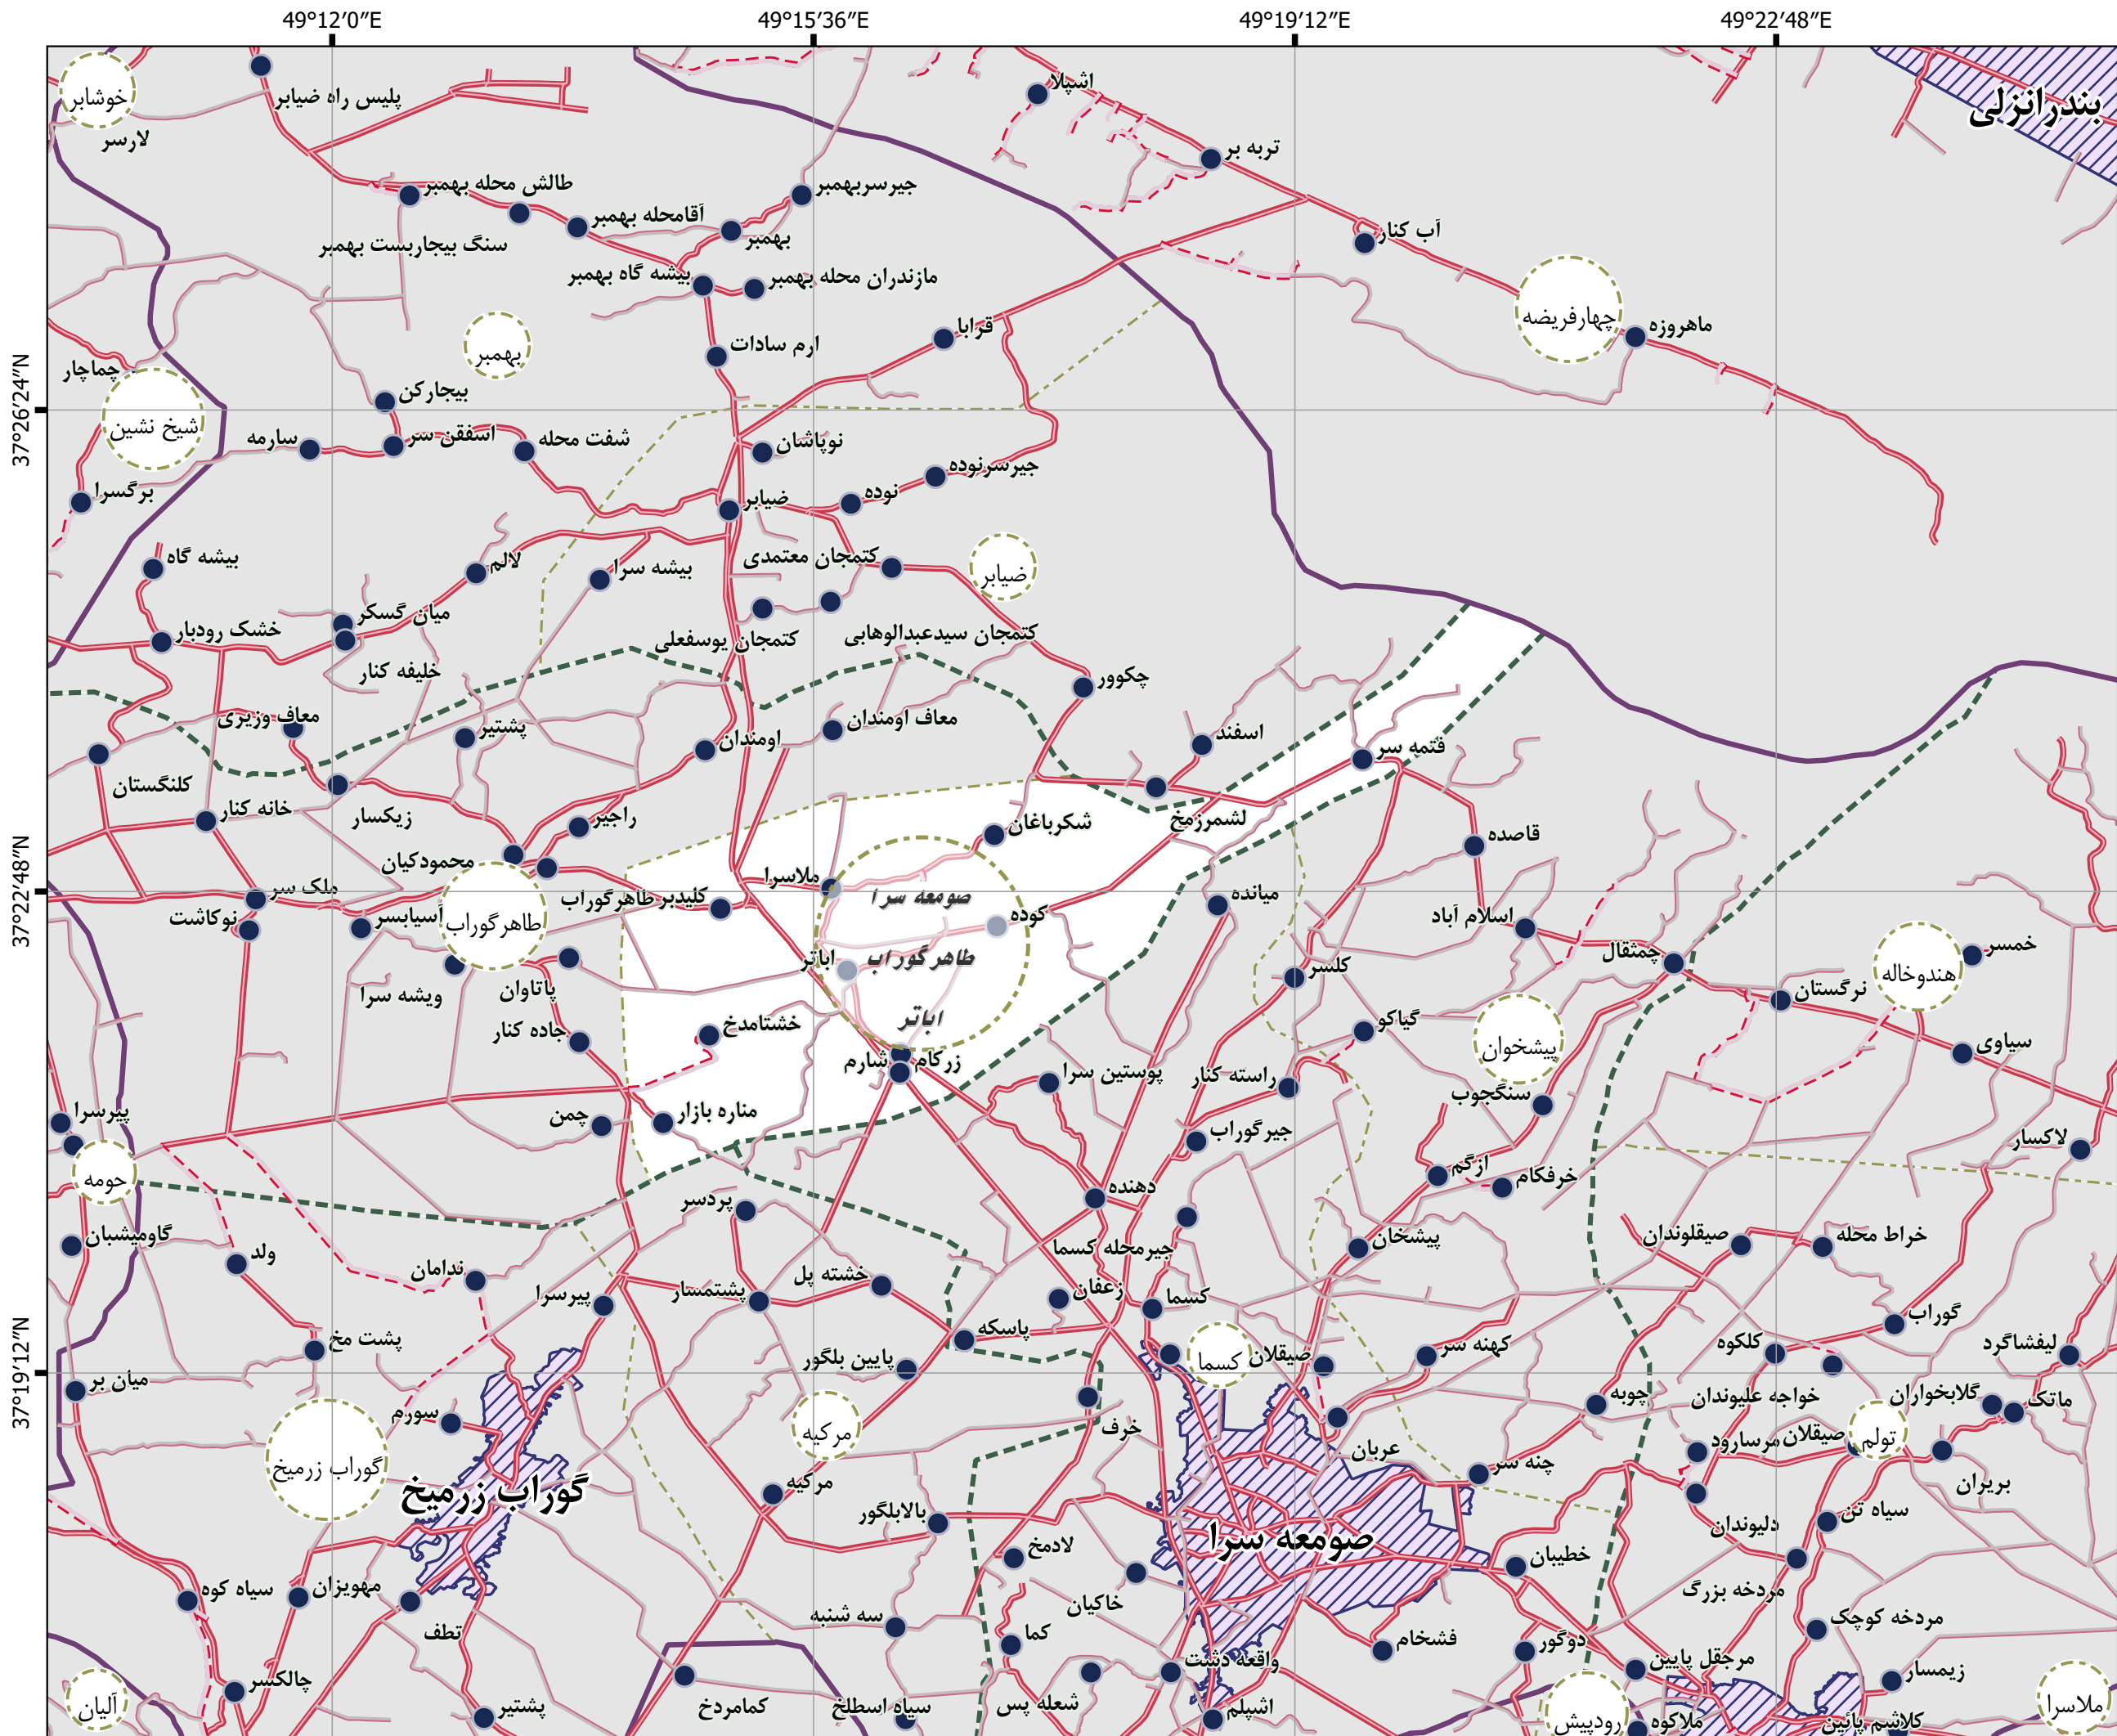 49°12'0"E
49°15'36"E
49°19'12"E
49°22'48"E
37°26'24"N
37°22'48"N
37°19'12"N
خوشابر
لارسر
پلیس راه ضیابر
اشپلا
بندرانزلی
تربه بر
طالش محله بهمبر
جیرسربهمبر
آقامحله بهمبر
سنگ بیجاربست بهمبر
بهمبر
آب کنار
بیشه گاه بهمبر
مازندران محله بهمبر
چهارفریضه
ماهروزه
قرابا
ارم سادات
بهمبر
چماچار
شیخ نشین
بیجارکن
سارمه
اسفقن سر
شفت محله
نوپاشان
جیرسرنوده
برگسرا
ضیابر
نوده
بیشه گاه
لالم
بیشه سرا
کتمجان معتمدی
ضیابر
میان گسکر
خشک رودبار
خلیفه کنار
کتمجان یوسفعلی
کتمجان سیدعبدالوهابی
چکوور
معاف وزیری
پشتیر
اومندان
معاف اومندان
اسفند
فتمه سر
کلنگستان
خانه کنار
زیکسار
راجیر
شکرباغان
لشمرزمخ
قاصده
محمودکیان
ملک سر
نوکاشت
آسیابسر
طاهرگوراب
کلیدبر طاهرگوراب
ملاسرا
صومعه سرا
کوده
میانده
اسلام آباد
چمثقال
خمسر
هندوخاله
اباتر
طاهرگوراب
کلسر
نرگستان
ویشه سرا
پاتاوان
جاده کنار
خشتامدخ
اباتر
گیاکو
پیشخوان
سیاوی
شارم
زرکام
پوستین سرا
راسته کنار
سنگجوب
پیرسرا
چمن
مناره بازار
جیرگوراب
لاکسار
حومه
ازگم
خرفکام
دهنده
پردسر
گاومیشبان
ولد
ندامان
جیرمحله کسما
پیشخان
صیقلوندان
خراط محله
پیرسرا
پشتمسار
خشته پل
زعفان
کسما
گوراب
پشت مخ
پاسکه
پایین بلگور
کسما
صیقلان
کهنه سر
کلکوه
لیفشاگرد
میان بر
سورم
مرکیه
خرف
چوبه
خواجه علیوندان
گلابخواران
ماتک
گوراب زرمیخ
گوراب زرمیخ
مرکیه
عربان
چنه سر
مرسارود
صیقلان
تولم
بریران
بالابلگور
صومعه سرا
دلیوندان
سیاه تن
لادمخ
خطیبان
سیاه کوه
مهویزان
خاکیان
مردخه بزرگ
تطف
سه شنبه
کما
فشخام
دوگور
مردخه کوچک
آلیان
چالکسر
پشتیر
کمامردخ
سیاه اسطلخ
شعله پس
واقعه دشت
اشپلم
رودپیش
مرجقل پایین
ملاکوه
زیمسار
کلاشم پائین
ملاسرا